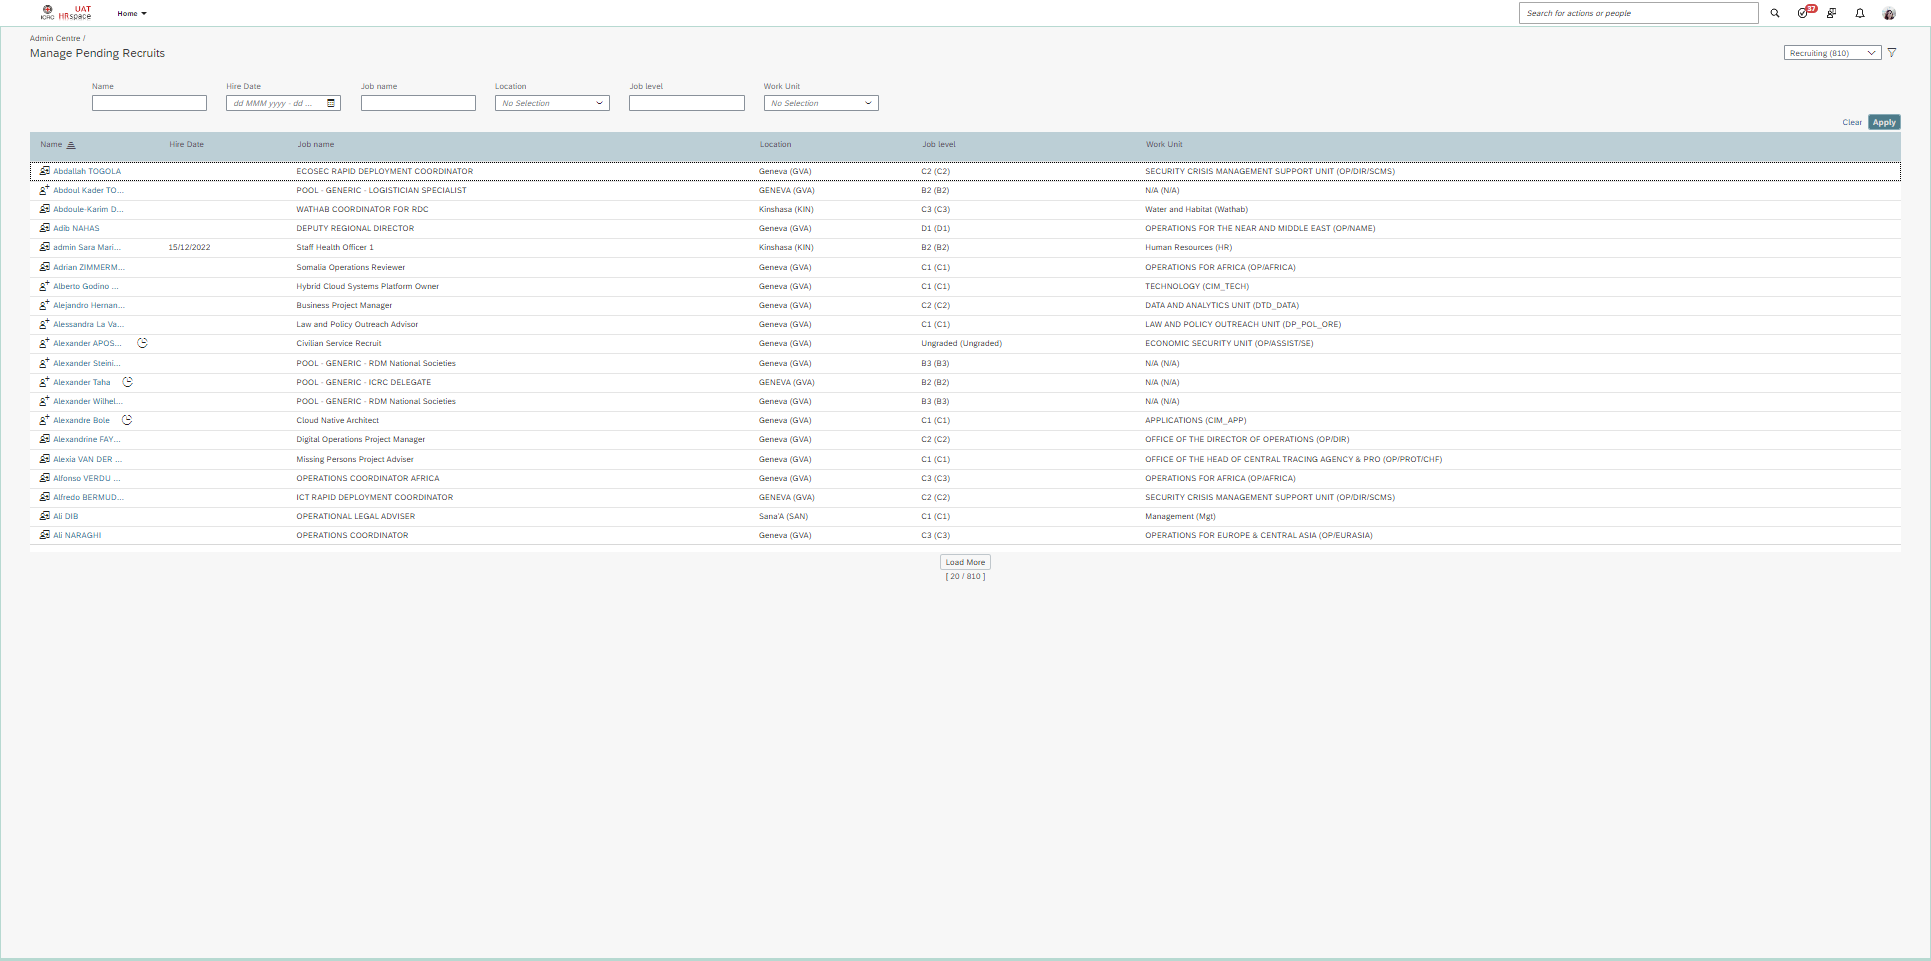 UAT
ICRC HRspace
Home
Search for actions or people
37
Admin Centre /
Manage Pending Recruits
Recruiting (810)
Name Hire Date Job name Location Job level Work Unit
dd MMM yyyy - dd ... No Selection No Selection
Clear Apply
Name Hire Date Job name Location Job level Work Unit
Abdallah TOGOLA ECOSEC RAPID DEPLOYMENT COORDINATOR Geneva (GVA) C2 (C2) SECURITY CRISIS MANAGEMENT SUPPORT UNIT (OP/DIR/SCMS)
Abdoul Kader TO... POOL - GENERIC - LOGISTICIAN SPECIALIST GENEVA (GVA) B2 (B2) N/A (N/A)
Abdoule-Karim D... WATHAB COORDINATOR FOR RDC Kinshasa (KIN) C3 (C3) Water and Habitat (Wathab)
Adib NAHAS DEPUTY REGIONAL DIRECTOR Geneva (GVA) D1 (D1) OPERATIONS FOR THE NEAR AND MIDDLE EAST (OP/NAME)
admin Sara Mari... 15/12/2022 Staff Health Officer 1 Kinshasa (KIN) B2 (B2) Human Resources (HR)
Adrian ZIMMERM... Somalia Operations Reviewer Geneva (GVA) C1 (C1) OPERATIONS FOR AFRICA (OP/AFRICA)
Alberto Godino ... Hybrid Cloud Systems Platform Owner Geneva (GVA) C1 (C1) TECHNOLOGY (CIM_TECH)
Alejandro Hernan... Business Project Manager Geneva (GVA) C2 (C2) DATA AND ANALYTICS UNIT (DTD_DATA)
Alessandra La Va... Law and Policy Outreach Advisor Geneva (GVA) C1 (C1) LAW AND POLICY OUTREACH UNIT (DP_POL_ORE)
Alexander APOS... Civilian Service Recruit Geneva (GVA) Ungraded (Ungraded) ECONOMIC SECURITY UNIT (OP/ASSIST/SE)
Alexander Steini... POOL - GENERIC - RDM National Societies Geneva (GVA) B3 (B3) N/A (N/A)
Alexander Taha POOL - GENERIC - ICRC DELEGATE GENEVA (GVA) B2 (B2) N/A (N/A)
Alexander Wilhel... POOL - GENERIC - RDM National Societies Geneva (GVA) B3 (B3) N/A (N/A)
Alexandre Bole Cloud Native Architect Geneva (GVA) C1 (C1) APPLICATIONS (CIM_APP)
Alexandrine FAY... Digital Operations Project Manager Geneva (GVA) C2 (C2) OFFICE OF THE DIRECTOR OF OPERATIONS (OP/DIR)
Alexia VAN DER ... Missing Persons Project Adviser Geneva (GVA) C1 (C1) OFFICE OF THE HEAD OF CENTRAL TRACING AGENCY & PRO (OP/PROT/CHF)
Alfonso VERDU ... OPERATIONS COORDINATOR AFRICA Geneva (GVA) C3 (C3) OPERATIONS FOR AFRICA (OP/AFRICA)
Alfredo BERMUD... ICT RAPID DEPLOYMENT COORDINATOR GENEVA (GVA) C2 (C2) SECURITY CRISIS MANAGEMENT SUPPORT UNIT (OP/DIR/SCMS)
Ali DIB OPERATIONAL LEGAL ADVISER Sana'A (SAN) C1 (C1) Management (Mgt)
Ali NARAGHI OPERATIONS COORDINATOR Geneva (GVA) C3 (C3) OPERATIONS FOR EUROPE & CENTRAL ASIA (OP/EURASIA)
Load More
[ 20 / 810 ]